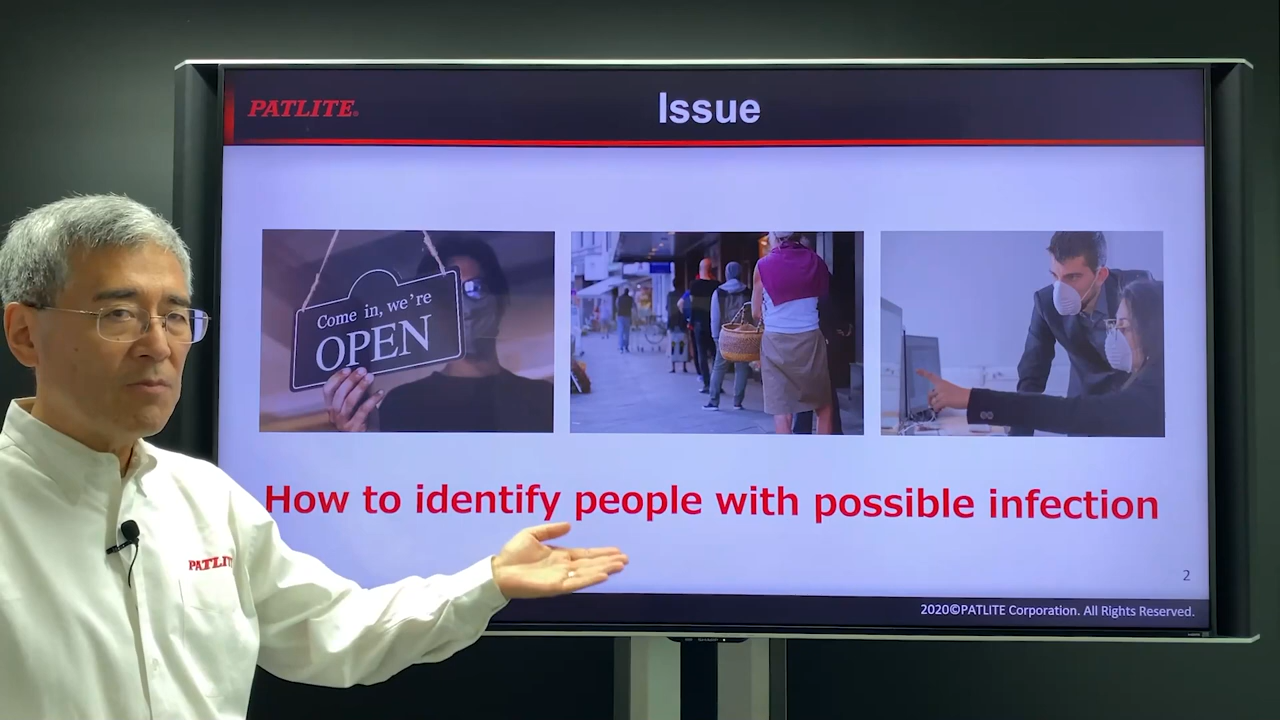 PATLITE®
Issue
Come in, we're
OPEN
How to identify people with possible infection
PATLIT
2
2020©PATLITE Corporation. All Rights Reserved.